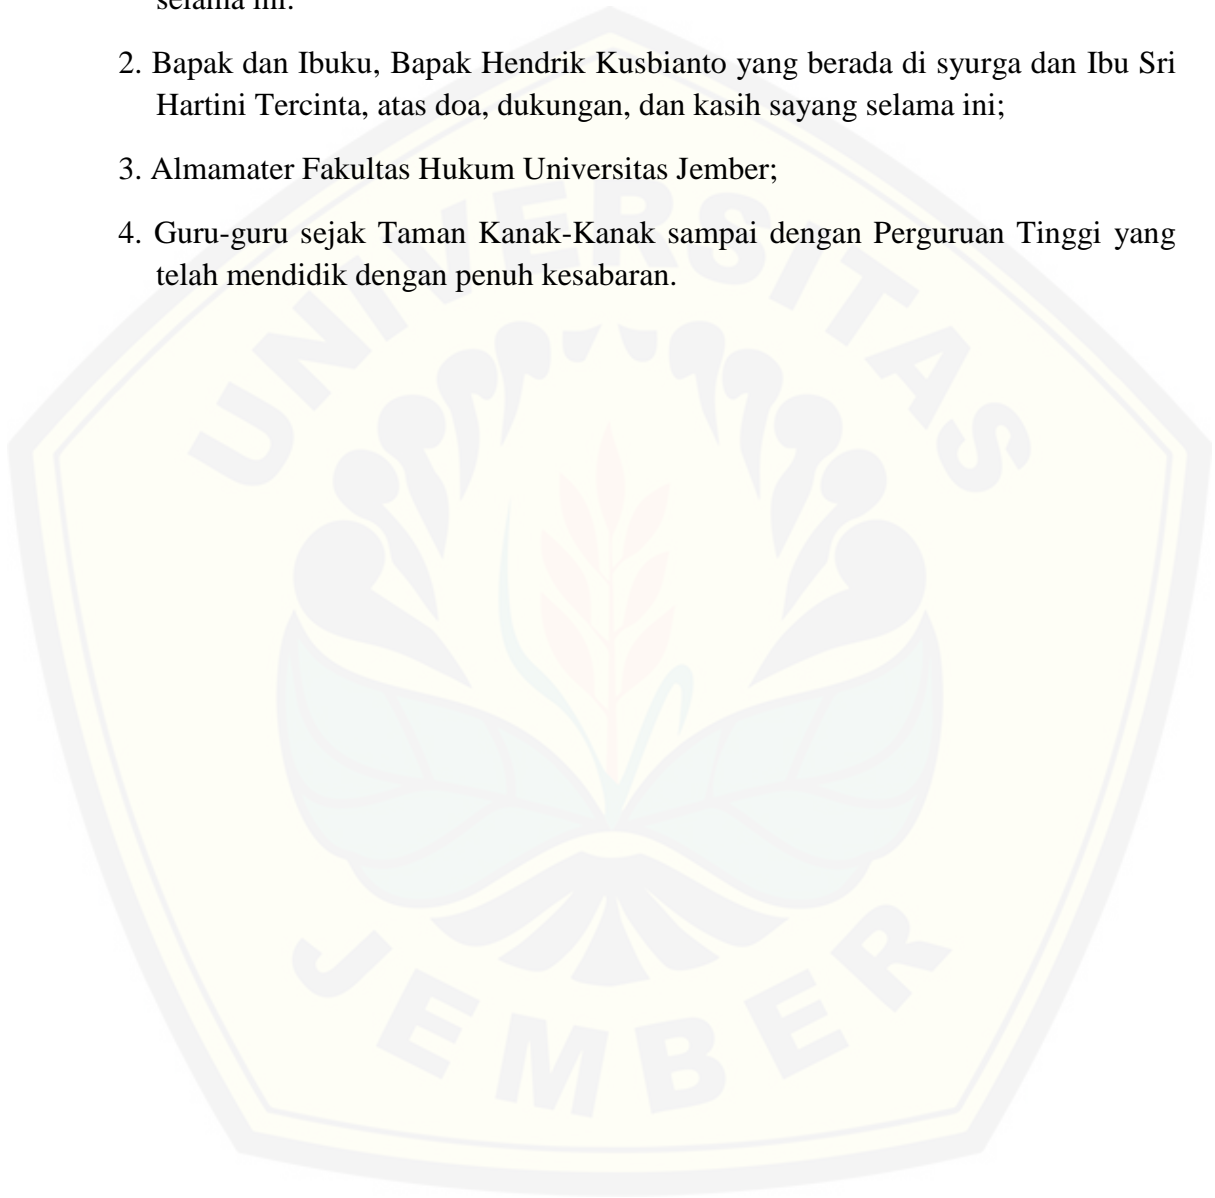 selama ini.
2. Bapak dan Ibuku, Bapak Hendrik Kusbianto yang berada di syurga dan Ibu Sri
Hartini Tercinta, atas doa, dukungan, dan kasih sayang selama ini;
3. Almamater Fakultas Hukum Universitas Jember;
4. Guru-guru sejak Taman Kanak-Kanak sampai dengan Perguruan Tinggi yang
telah mendidik dengan penuh kesabaran.
UNIVERSITAS
JEMBER